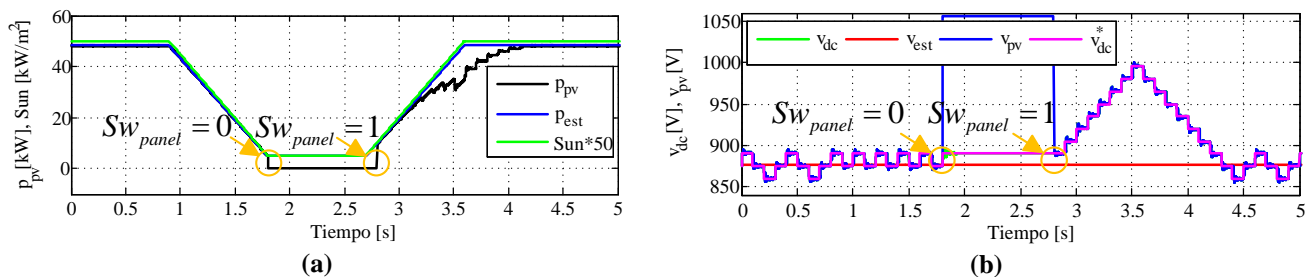 p_pv [kW], Sun [kW/m²]
60
40
20
0
Sw_panel = 0
Sw_panel = 1
p_pv
p_est
Sun*50
0 0.5 1 1.5 2 2.5 3 3.5 4 4.5 5
Tiempo [s]
(a)
v_dc [V], v_pv [V]
1050
1000
950
900
850
v_dc v_est v_pv v*_dc
Sw_panel = 0
Sw_panel = 1
0 0.5 1 1.5 2 2.5 3 3.5 4 4.5 5
Tiempo [s]
(b)